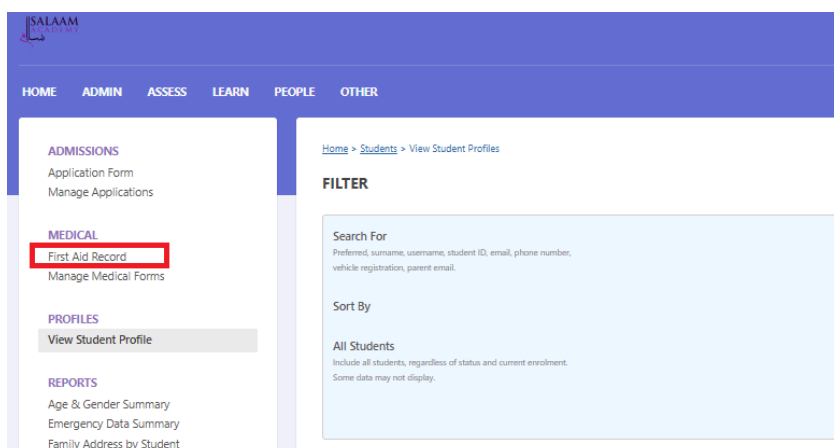 SALAAM
ACADEMY
HOME ADMIN ASSESS LEARN PEOPLE OTHER
ADMISSIONS
Application Form
Manage Applications
MEDICAL
First Aid Record
Manage Medical Forms
PROFILES
View Student Profile
REPORTS
Age & Gender Summary
Emergency Data Summary
Family Address by Student
Home > Students > View Student Profiles
FILTER
Search For
Preferred, surname, username, student ID, email, phone number,
vehicle registration, parent email.
Sort By
All Students
Include all students, regardless of status and current enrolment.
Some data may not display.